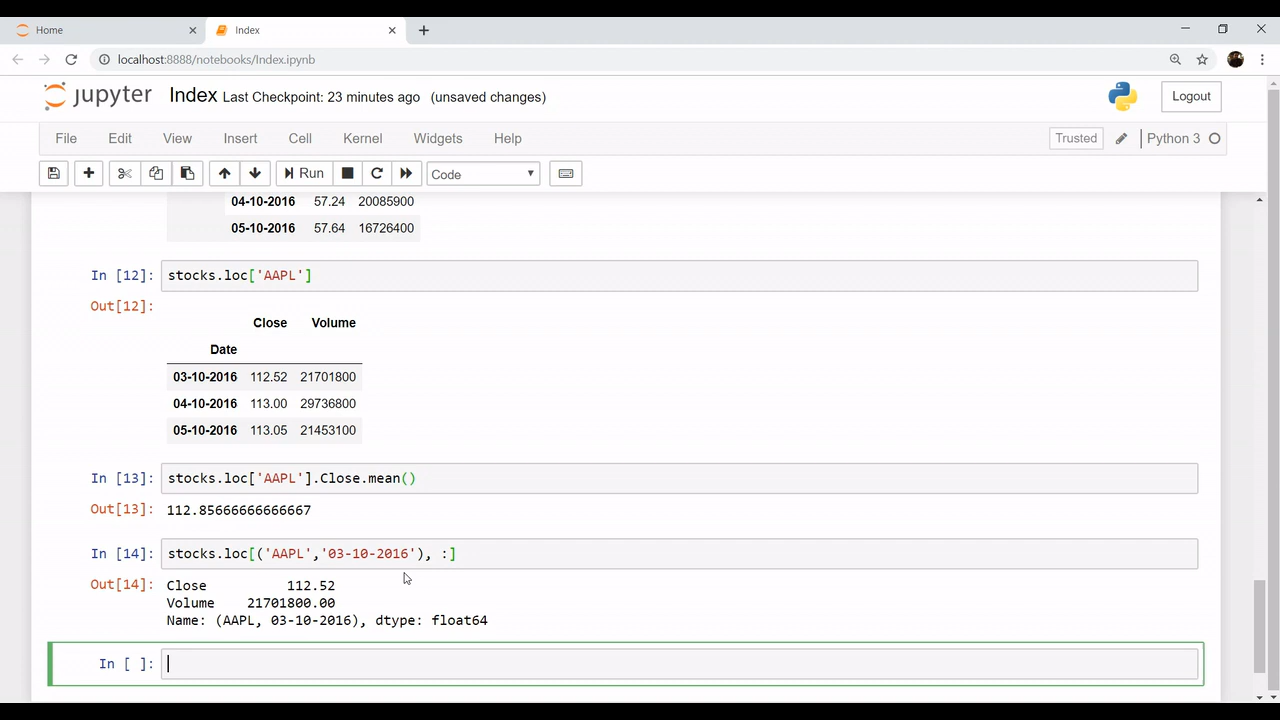 Home
Index
localhost:8888/notebooks/Index.ipynb
jupyter Index Last Checkpoint: 23 minutes ago (unsaved changes)
Logout
File Edit View Insert Cell Kernel Widgets Help
Trusted Python 3
Run Code
04-10-2016 57.24 20085900
05-10-2016 57.64 16726400
In [12]: stocks.loc['AAPL']
Out[12]:
Close Volume
Date
03-10-2016 112.52 21701800
04-10-2016 113.00 29736800
05-10-2016 113.05 21453100
In [13]: stocks.loc['AAPL'].Close.mean()
Out[13]: 112.85666666666667
In [14]: stocks.loc[('AAPL','03-10-2016'), :]
Out[14]: Close 112.52
Volume 21701800.00
Name: (AAPL, 03-10-2016), dtype: float64
In [ ]: